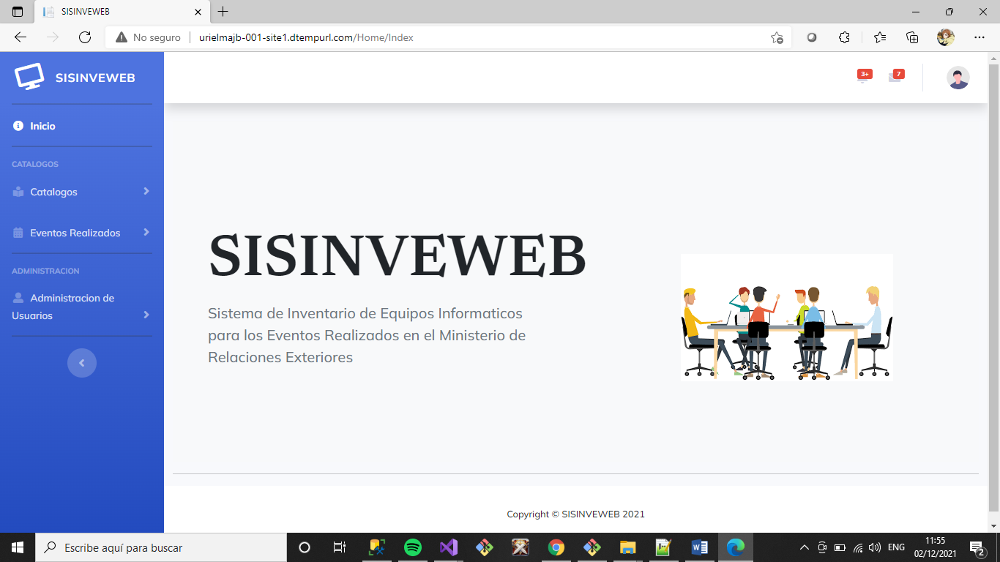 SISINVEWEB
No seguro
urielmajb-001-site1.dtempurl.com/Home/Index
SISINVEWEB
3+
7
Inicio
CATALOGOS
Catalogos
Eventos Realizados
ADMINISTRACION
Administracion de
Usuarios
SISINVEWEB
Sistema de Inventario de Equipos Informaticos
para los Eventos Realizados en el Ministerio de
Relaciones Exteriores
Copyright © SISINVEWEB 2021
Escribe aquí para buscar
ENG
11:55
02/12/2021
2